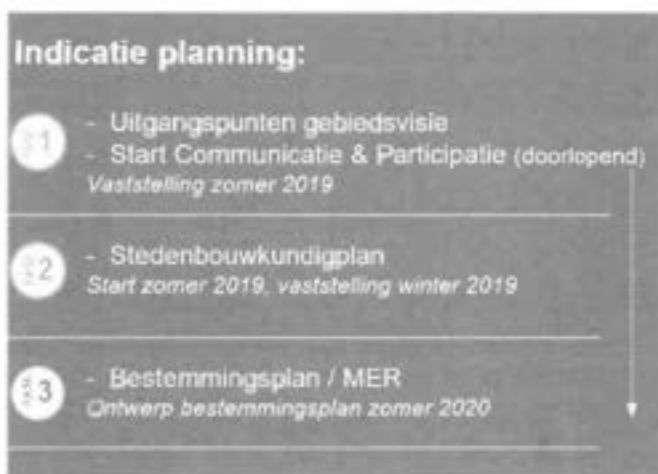 Indicatie planning:
1
- Uitgangspunten gebiedsvisie
- Start Communicatie & Participatie (doorlopend)
Vaststelling zomer 2019
2
- Stedenbouwkundigplan
Start zomer 2019, vaststelling winter 2019
3
- Bestemmingsplan / MER
Ontwerp bestemmingsplan zomer 2020